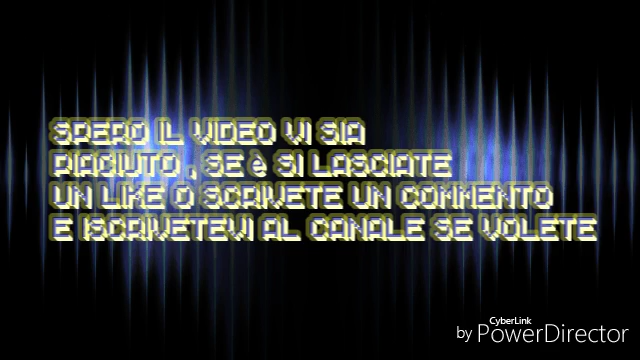 SPERO IL VIDEO VI SIA
PIACIUTO , SE è SI LASCIATE
UN LIKE O SCRIVETE UN COMMENTO
E ISCRIVETEVI AL CANALE SE VOLETE
CyberLink
by PowerDirector